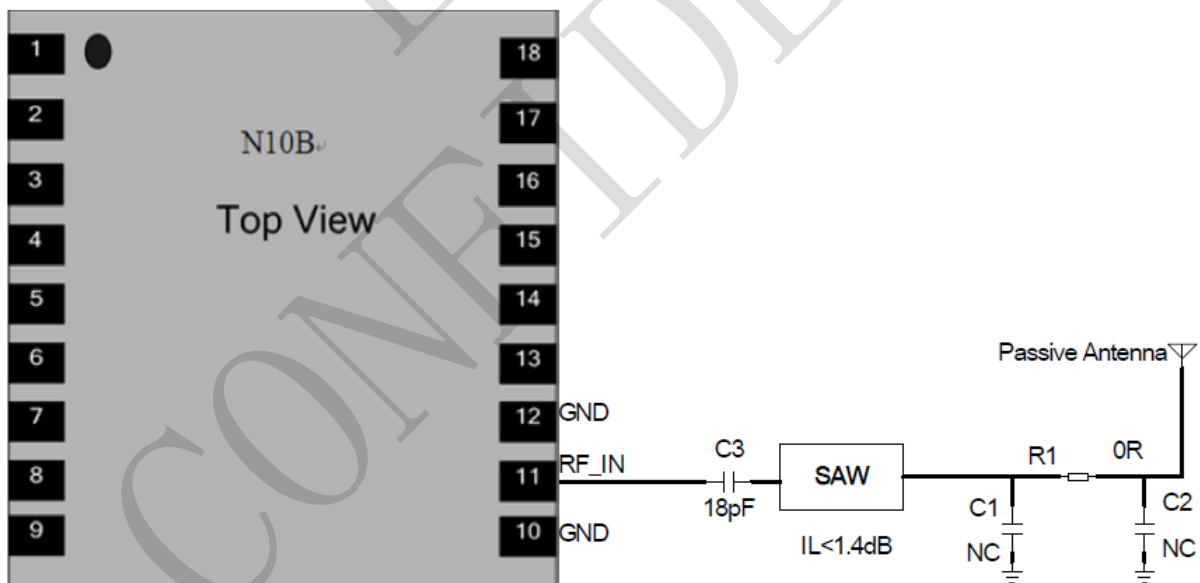 1
18
2
17
N10B
3
16
Top View
4
15
5
14
6
13
Passive Antenna
7
12
GND
8
11
RF_IN
C3
18pF
SAW
IL<1.4dB
R1
0R
C1
NC
C2
NC
9
10
GND
CONFIDE